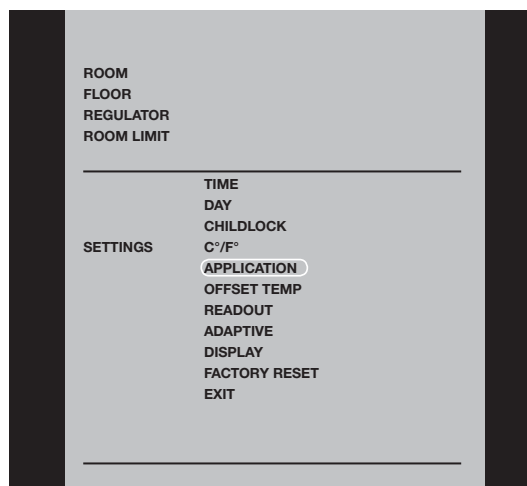 ROOM
FLOOR
REGULATOR
ROOM LIMIT
TIME
DAY
CHILDLOCK
SETTINGS C°/F°
APPLICATION
OFFSET TEMP
READOUT
ADAPTIVE
DISPLAY
FACTORY RESET
EXIT